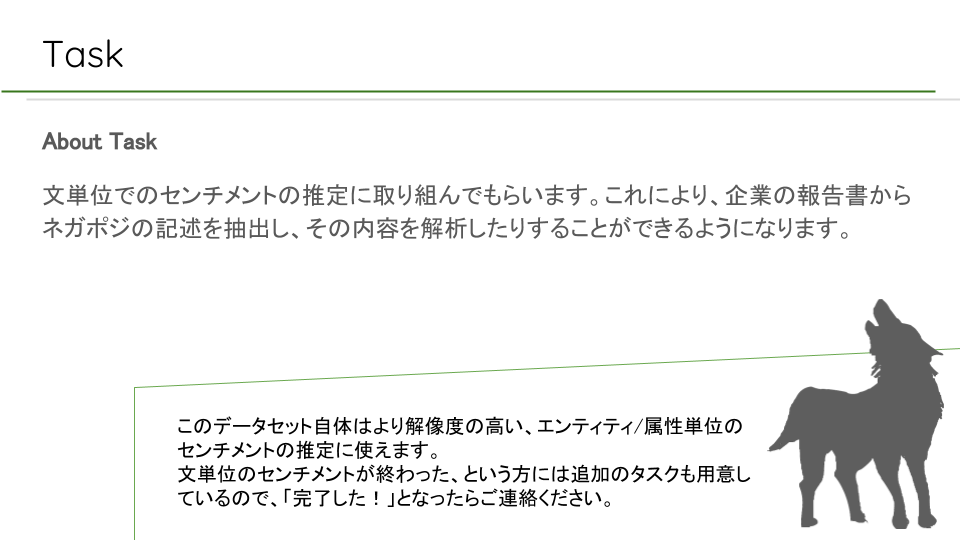 Task
About Task
文単位でのセンチメントの推定に取り組んでもらいます。これにより、企業の報告書から
ネガポジの記述を抽出し、その内容を解析したりすることができるようになります。
このデータセット自体はより解像度の高い、エンティティ/属性単位の
センチメントの推定に使えます。
文単位のセンチメントが終わった、という方には追加のタスクも用意し
ているので、「完了した！」となったらご連絡ください。